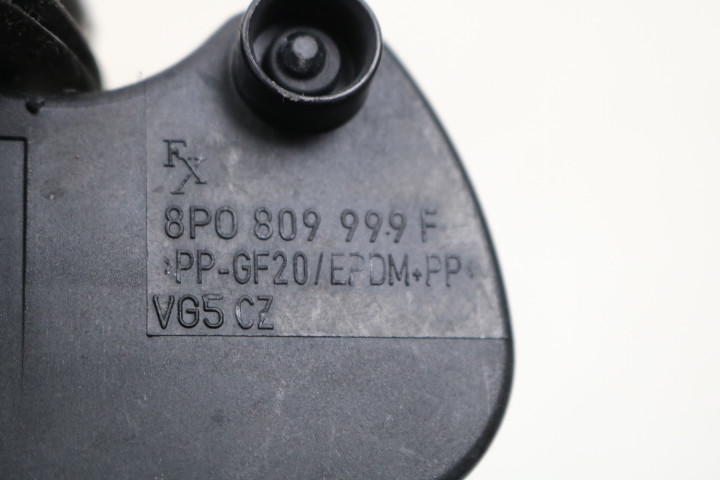 FX
8P0 809 999 F
>PP-GF20/EPDM+PP<
VG5 CZ